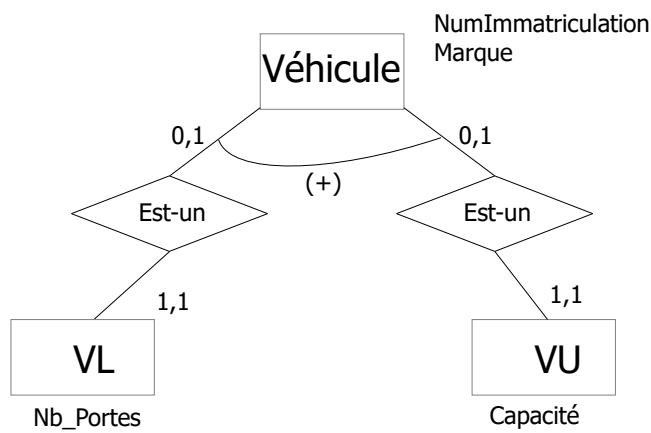 NumImmatriculation
Marque
Véhicule
0,1
0,1
(+)
Est-un
Est-un
1,1
1,1
VL
VU
Nb_Portes
Capacité